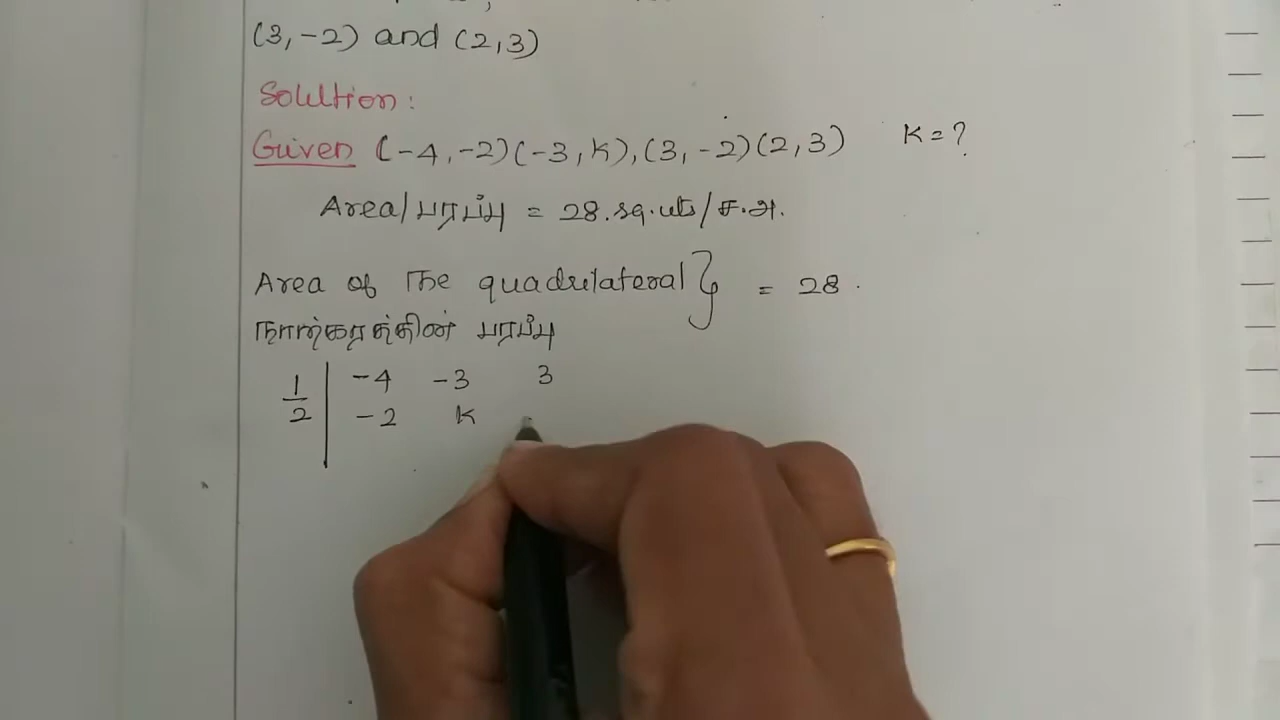 (3,-2) and (2,3)
Solution:
Given (-4,-2)(-3,k),(3,-2)(2,3) K=?
Area/பரப்பு = 28.sq.uts/ச.அ.
Area of the quadrilateral} = 28.
நாற்கரத்தின் பரப்பு
1/2 | -4 -3 3
-2 k